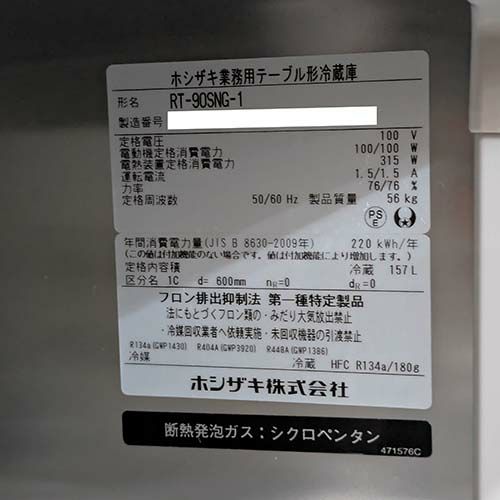 ホシザキ業務用テーブル形冷蔵庫
形名 RT-90SNG-1
製造番号
定格電圧 100 V
電動機定格消費電力 100/100 W
電熱装置定格消費電力 315 W
運転電流 1.5/1.5 A
力率 76/76 %
定格周波数 50/60 Hz 製品質量 56 kg
PS
E
年間消費電力量(JIS B 8630-2009年) 220 kWh/年
(この値は付加機能のない場合です。値は付加機能により増加します。)
定格内容積 冷蔵 157 L
区分名 1C d= 600mm nR=0 dR=0
フロン排出抑制法 第一種特定製品
法にもとづくフロン類の・みだり大気放出禁止
・冷媒回収業者へ依頼実施・未回収機器の引渡禁止
R134a(GWP1430) R404A(GWP3920) R448A(GWP1386)
冷媒 冷蔵 HFC R134a/180g
ホシザキ株式会社
断熱発泡ガス:シクロペンタン
471576C